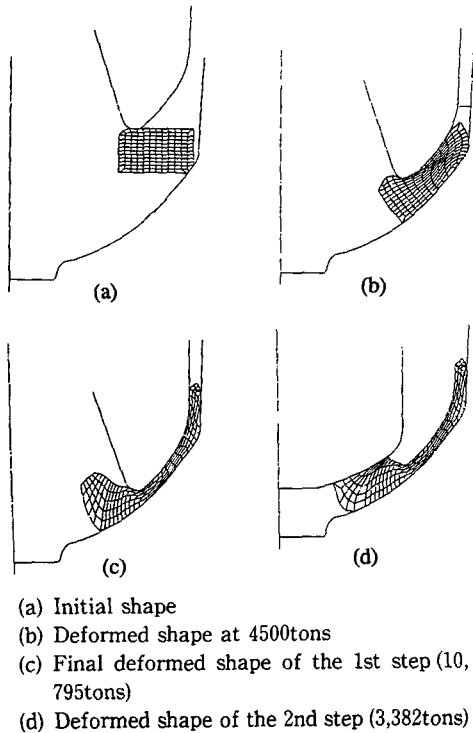 (a)
(b)
(c)
(d)
(a) Initial shape
(b) Deformed shape at 4500tons
(c) Final deformed shape of the 1st step (10,
795tons)
(d) Deformed shape of the 2nd step (3,382tons)